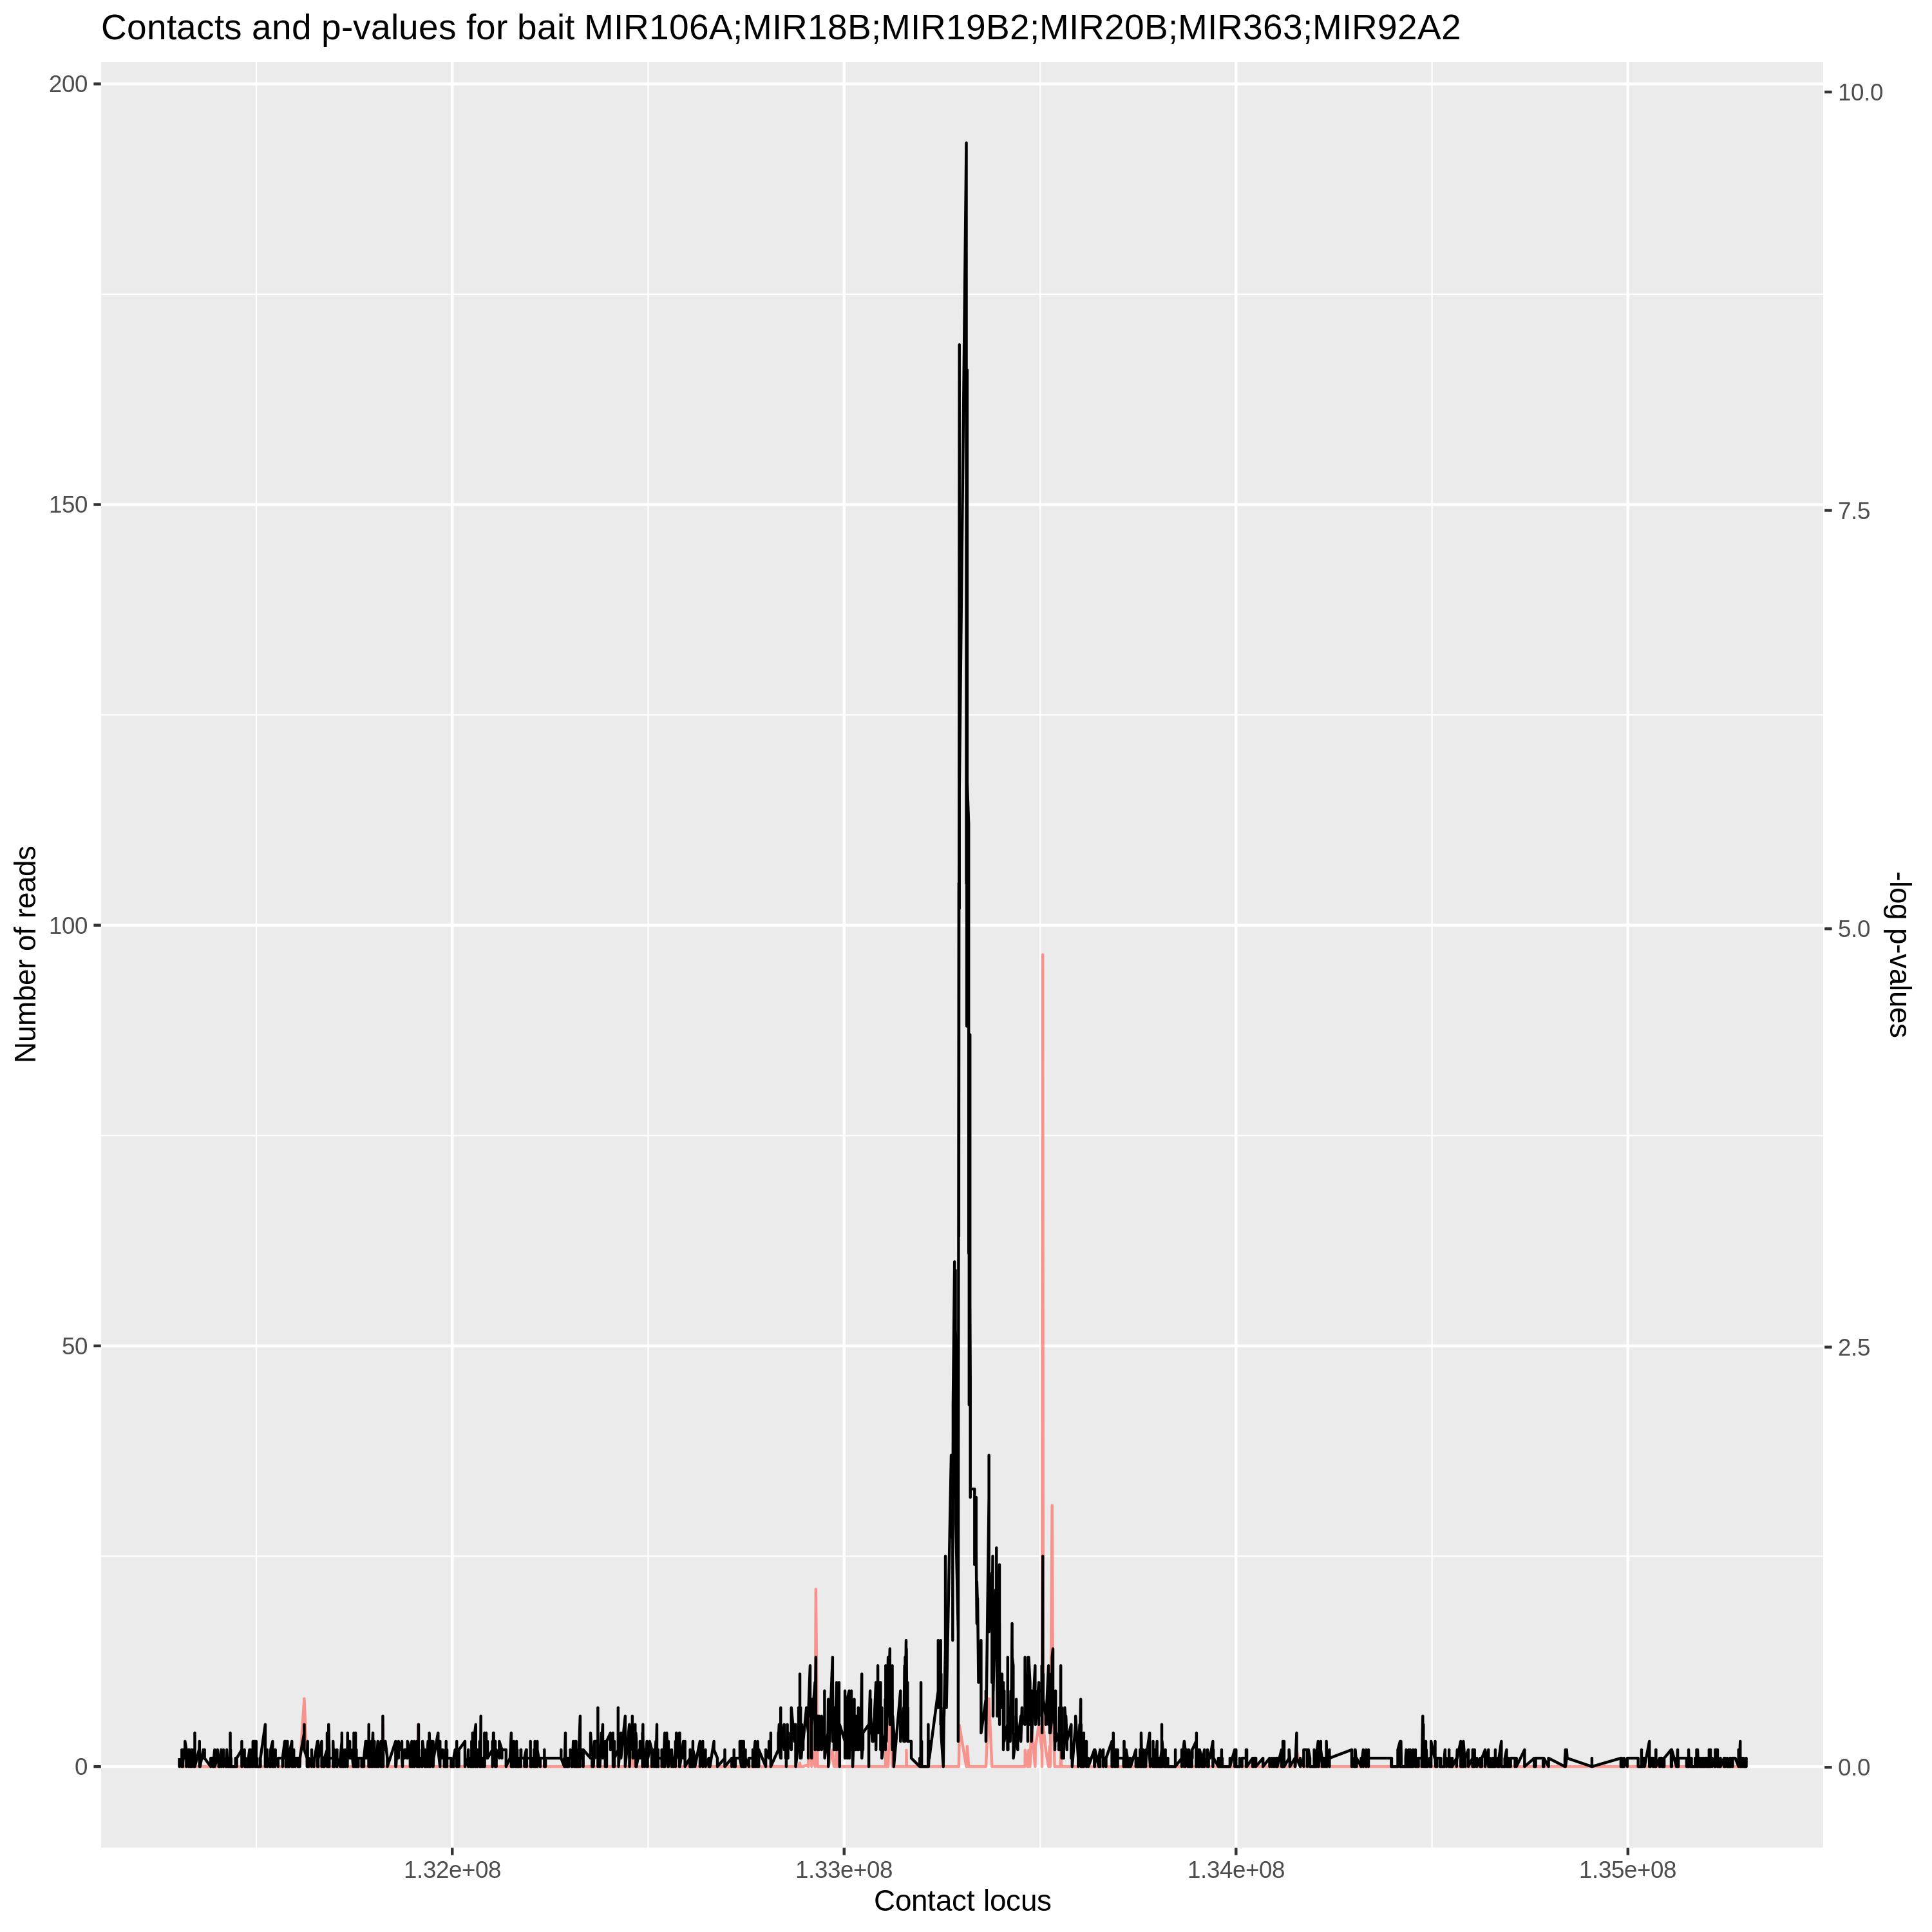 Contacts and p-values for bait MIR106A;MIR18B;MIR19B2;MIR20B;MIR363;MIR92A2
200
150
100
50
0
Number of reads
10.0
7.5
5.0
2.5
0.0
-log p-values
1.32e+08
1.33e+08
1.34e+08
1.35e+08
Contact locus